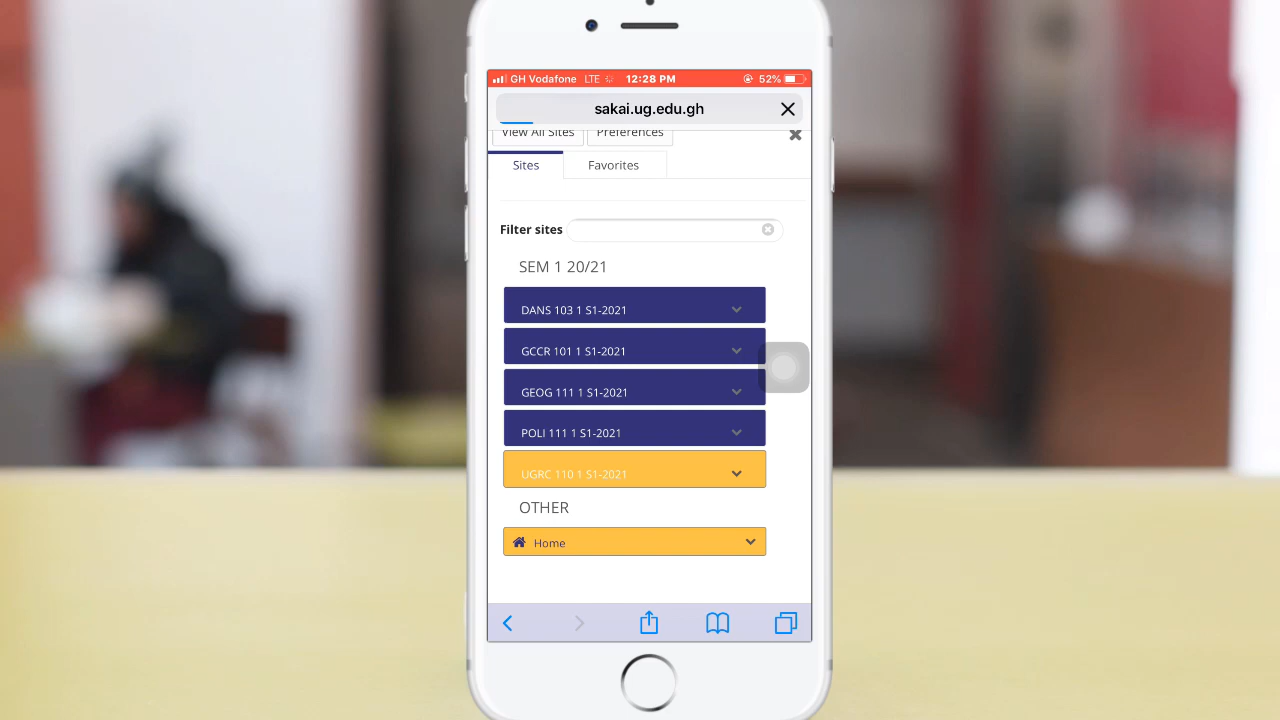 GH Vodafone LTE 12:28 PM 52%
sakai.ug.edu.gh
View All Sites Preferences
Sites Favorites
Filter sites
SEM 1 20/21
DANS 103 1 S1-2021
GCCR 101 1 S1-2021
GEOG 111 1 S1-2021
POLI 111 1 S1-2021
UGRC 110 1 S1-2021
OTHER
Home